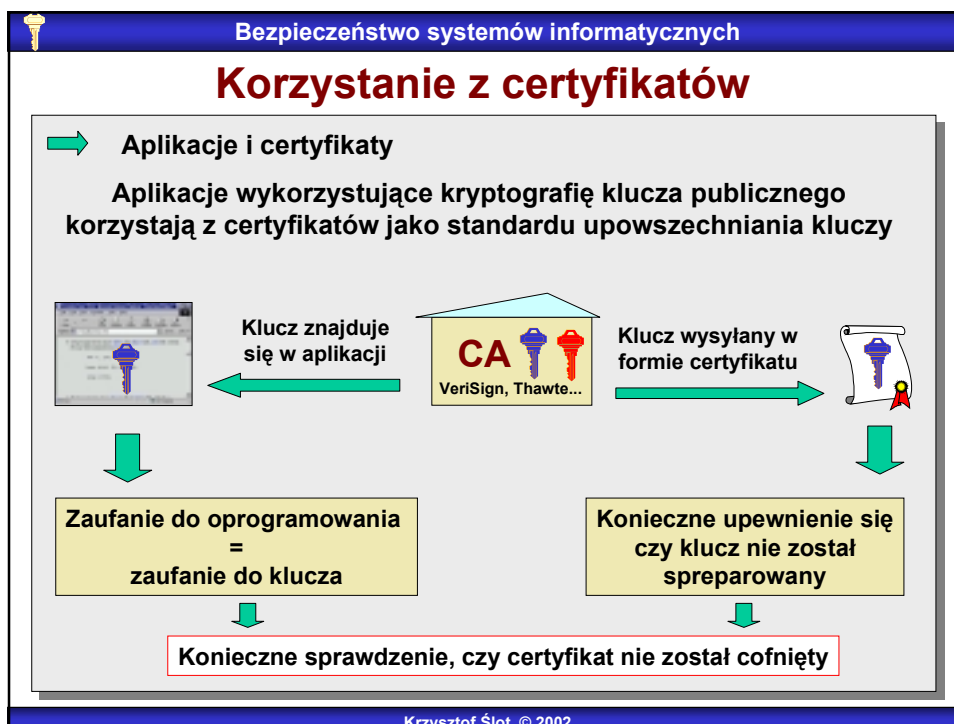 Bezpieczeństwo systemów informatycznych
Korzystanie z certyfikatów
Aplikacje i certyfikaty
Aplikacje wykorzystujące kryptografię klucza publicznego
korzystają z certyfikatów jako standardu upowszechniania kluczy
Klucz znajduje
się w aplikacji
CA
VeriSign, Thawte...
Klucz wysyłany w
formie certyfikatu
Zaufanie do oprogramowania
=
zaufanie do klucza
Konieczne upewnienie się
czy klucz nie został
spreparowany
Konieczne sprawdzenie, czy certyfikat nie został cofnięty
Krzysztof Ślot, © 2002